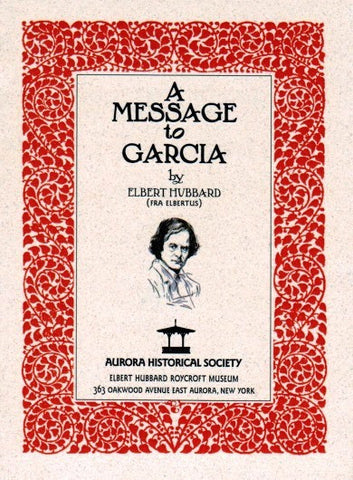 A
MESSAGE
to
GARCIA
by
ELBERT HUBBARD
(FRA ELBERTUS)
AURORA HISTORICAL SOCIETY
ELBERT HUBBARD ROYCROFT MUSEUM
363 OAKWOOD AVENUE EAST AURORA, NEW YORK